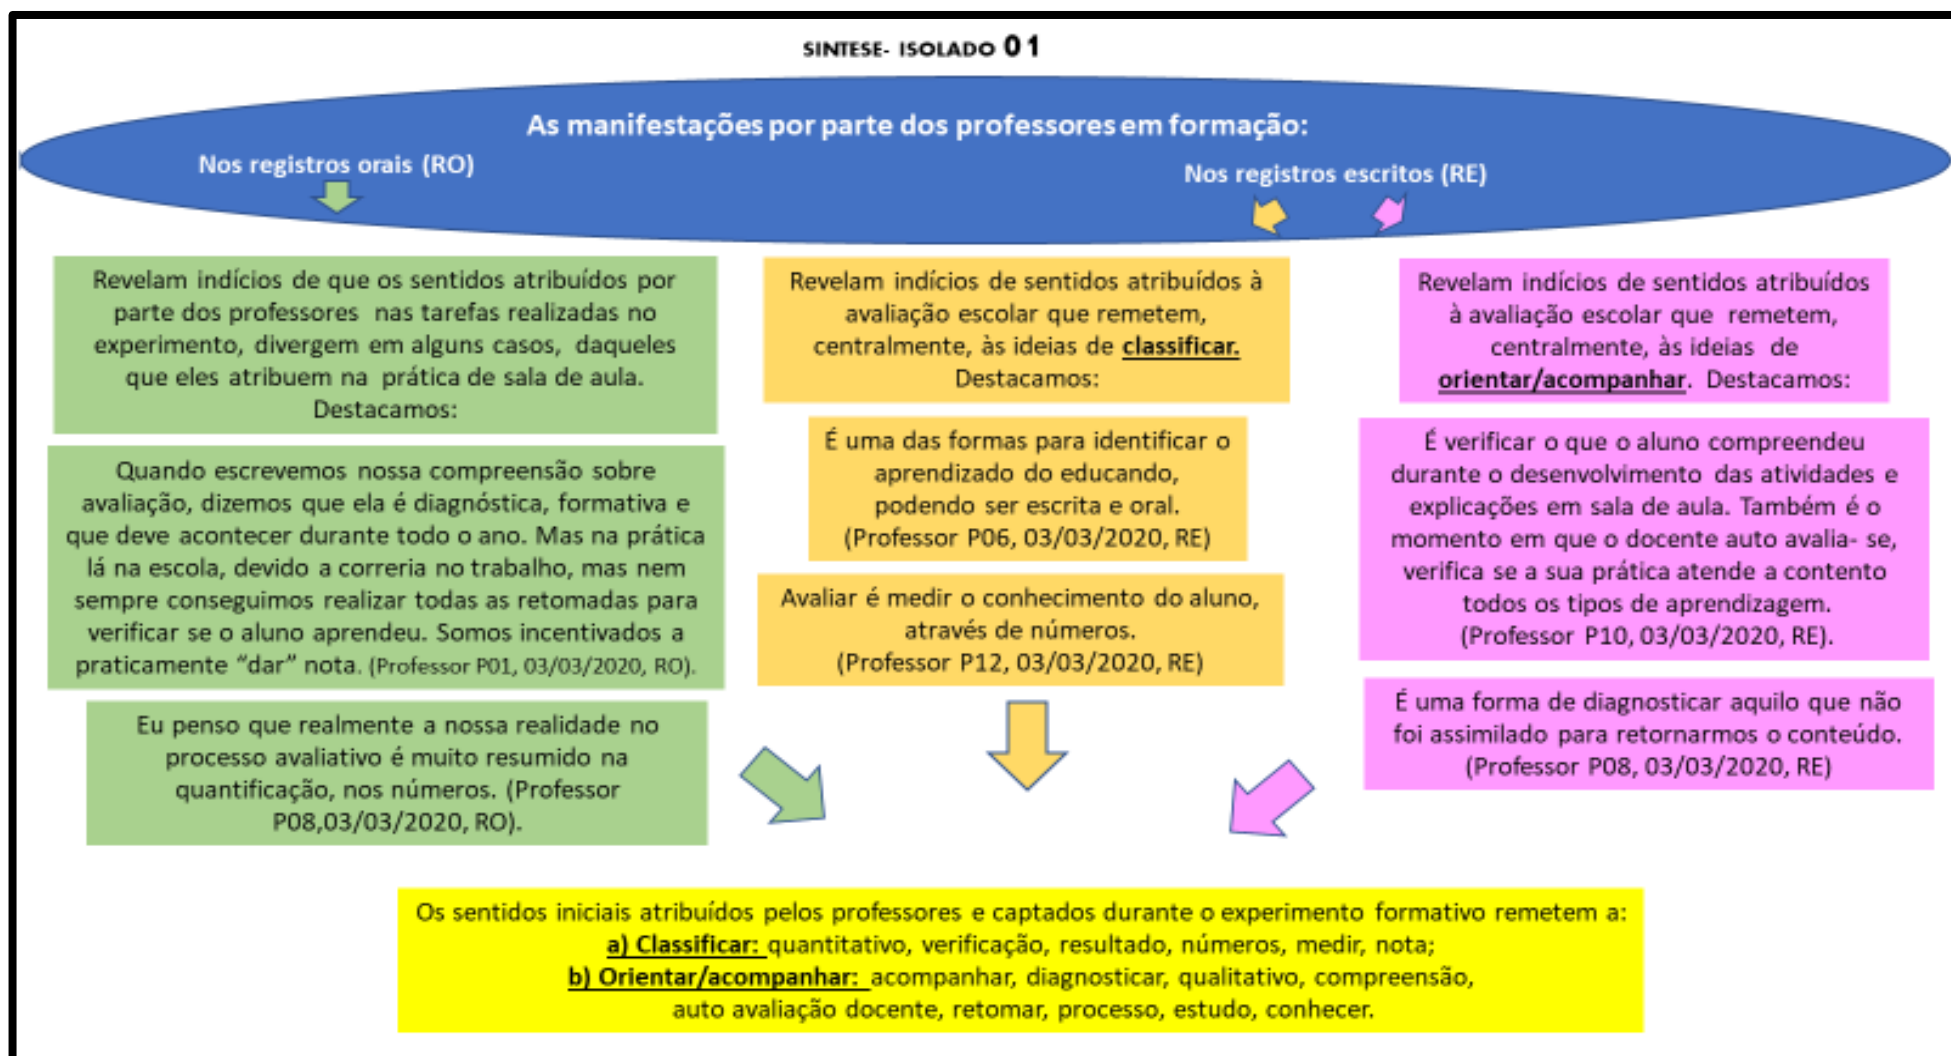 SINTESE- ISOLADO 01
As manifestações por parte dos professores em formação:
Nos registros orais (RO)
Nos registros escritos (RE)
Revelam indícios de que os sentidos atribuídos por
parte dos professores nas tarefas realizadas no
experimento, divergem em alguns casos, daqueles
que eles atribuem na prática de sala de aula.
Destacamos:
Quando escrevemos nossa compreensão sobre
avaliação, dizemos que ela é diagnóstica, formativa e
que deve acontecer durante todo o ano. Mas na prática
lá na escola, devido a correria no trabalho, mas nem
sempre conseguimos realizar todas as retomadas para
verificar se o aluno aprendeu. Somos incentivados a
praticamente “dar” nota. (Professor P01, 03/03/2020, RO).
Eu penso que realmente a nossa realidade no
processo avaliativo é muito resumido na
quantificação, nos números. (Professor
P08,03/03/2020, RO).
Revelam indícios de sentidos atribuídos à
avaliação escolar que remetem,
centralmente, às ideias de classificar.
Destacamos:
É uma das formas para identificar o
aprendizado do educando,
podendo ser escrita e oral.
(Professor P06, 03/03/2020, RE)
Avaliar é medir o conhecimento do aluno,
através de números.
(Professor P12, 03/03/2020, RE)
Revelam indícios de sentidos atribuídos
à avaliação escolar que remetem,
centralmente, às ideias de
orientar/acompanhar. Destacamos:
É verificar o que o aluno compreendeu
durante o desenvolvimento das atividades e
explicações em sala de aula. Também é o
momento em que o docente auto avalia- se,
verifica se a sua prática atende a contento
todos os tipos de aprendizagem.
(Professor P10, 03/03/2020, RE).
É uma forma de diagnosticar aquilo que não
foi assimilado para retornarmos o conteúdo.
(Professor P08, 03/03/2020, RE)
Os sentidos iniciais atribuídos pelos professores e captados durante o experimento formativo remetem a:
a) Classificar: quantitativo, verificação, resultado, números, medir, nota;
b) Orientar/acompanhar: acompanhar, diagnosticar, qualitativo, compreensão,
auto avaliação docente, retomar, processo, estudo, conhecer.